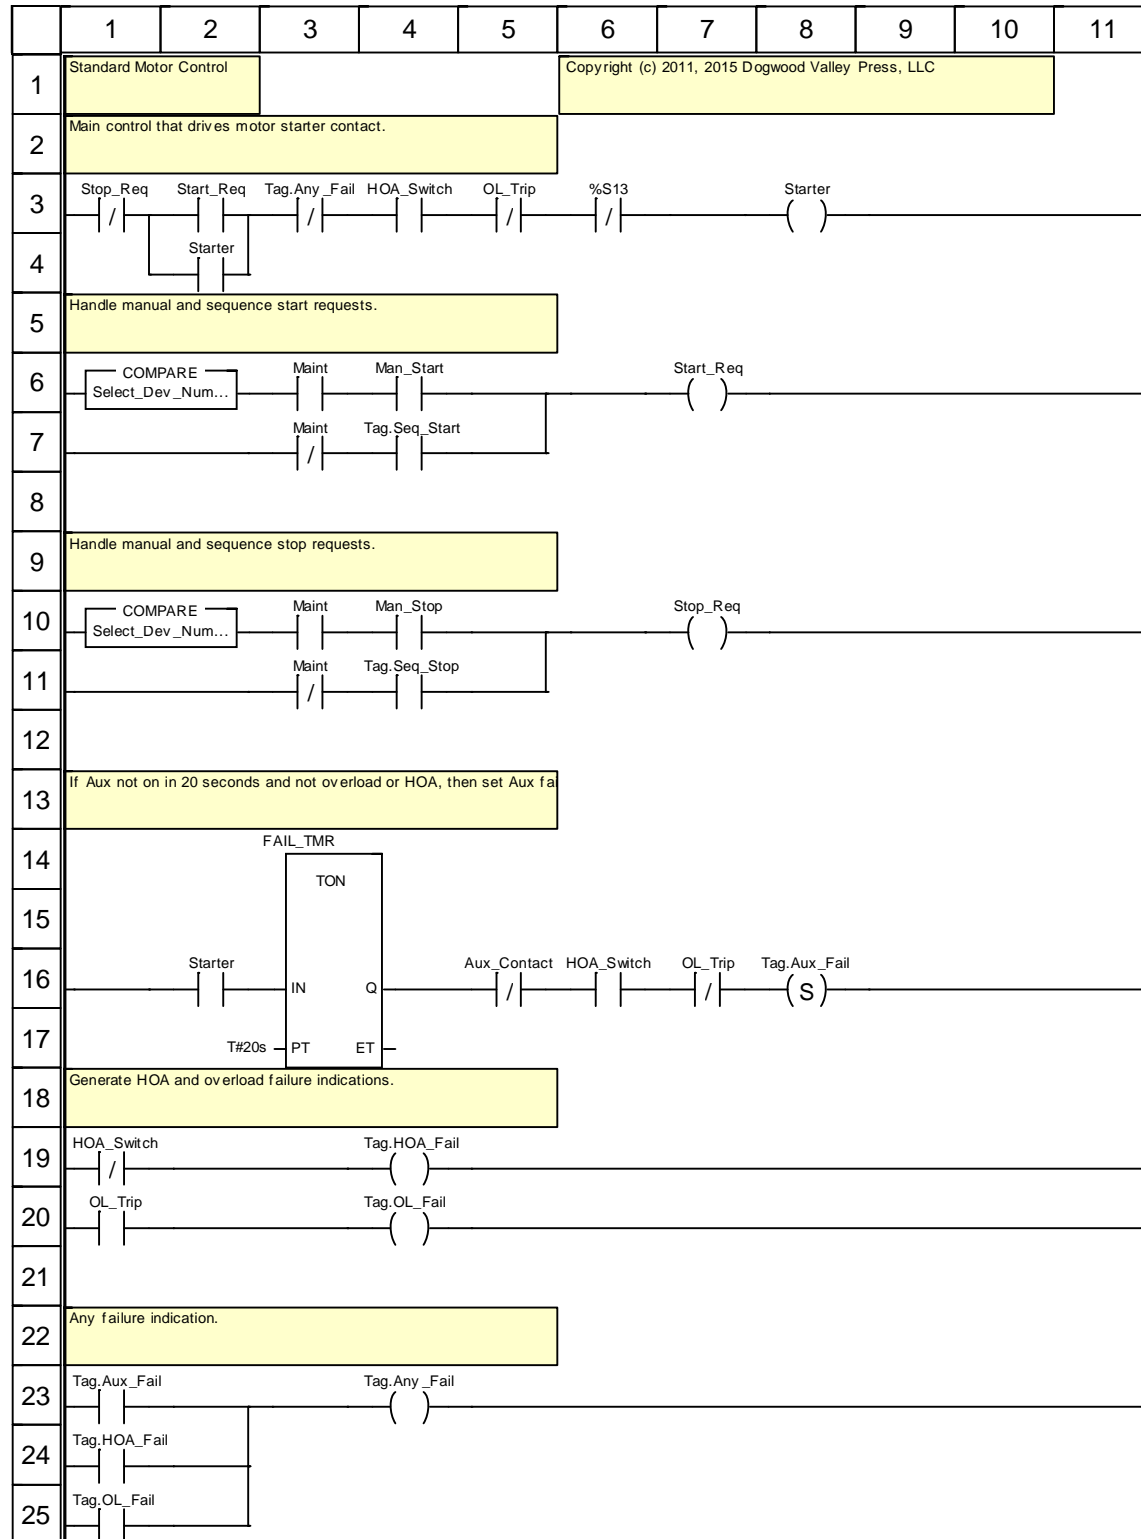 1 2 3 4 5 6 7 8 9 10 11
1 Standard Motor Control Copyright (c) 2011, 2015 Dogwood Valley Press, LLC
2 Main control that drives motor starter contact.
Stop_Req Start_Req Tag.Any_Fail HOA_Switch OL_Trip %S13 Starter
3 / / / /
Starter
4
5 Handle manual and sequence start requests.
COMPARE Maint Man_Start Start_Req
6 Select_Dev_Num...
Maint Tag.Seq_Start
7 /
8
9 Handle manual and sequence stop requests.
COMPARE Maint Man_Stop Stop_Req
10 Select_Dev_Num...
Maint Tag.Seq_Stop
11 /
12
13 If Aux not on in 20 seconds and not overload or HOA, then set Aux fai
FAIL_TMR
14 TON
15
Starter Aux_Contact HOA_Switch OL_Trip Tag.Aux_Fail
16 IN Q / / S
17 T#20s PT ET
18 Generate HOA and overload failure indications.
HOA_Switch Tag.HOA_Fail
19 /
OL_Trip Tag.OL_Fail
20
21
22 Any failure indication.
Tag.Aux_Fail Tag.Any_Fail
23
Tag.HOA_Fail
24
Tag.OL_Fail
25